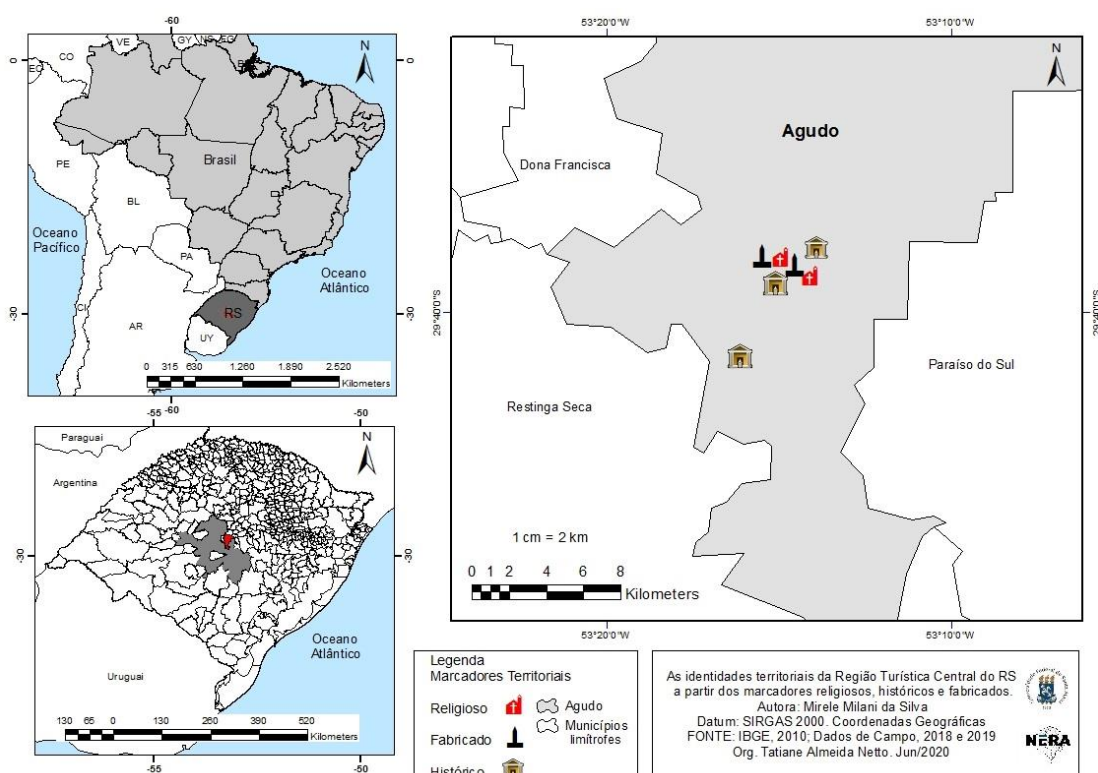 -60
N
VE
GY
CO
EC
0
0
PE
Brasil
BL
Oceano
Pacífico
PA
Oceano
Atlântico
CI
-30
RS
-30
AR
UY
0 315 630 1.260 1.890 2.520
Kilometers
-55 -60 -50
Paraguai
N
Argentina
-30
-30
Oceano
Atlântico
Uruguai
130 65 0 130 260 390 520
Kilometers
-55 -50
53°20'0"W 53°10'0"W
N
Agudo
Dona Francisca
29°40'0"S
29°40'0"S
Paraíso do Sul
Restinga Seca
1 cm = 2 km
0 1 2 4 6 8
Kilometers
53°20'0"W 53°10'0"W
Legenda
Marcadores Territoriais
Religioso
Agudo
Fabricado
Municípios
limítrofes
Histórico
As identidades territoriais da Região Turística Central do RS
a partir dos marcadores religiosos, históricos e fabricados.
Autora: Mirele Milani da Silva
Datum: SIRGAS 2000. Coordenadas Geográficas
FONTE: IBGE, 2010; Dados de Campo, 2018 e 2019
Org. Tatiane Almeida Netto. Jun/2020
NERA